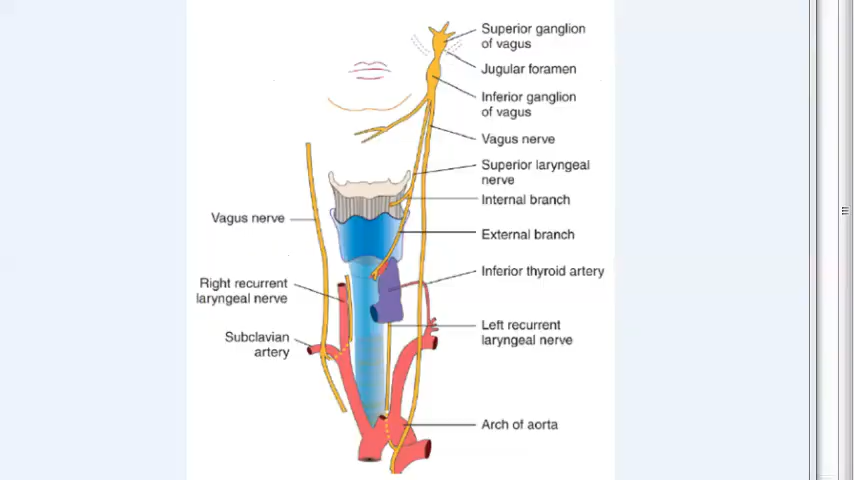 Superior ganglion
of vagus
Jugular foramen
Inferior ganglion
of vagus
Vagus nerve
Superior laryngeal
nerve
Internal branch
Vagus nerve
External branch
Inferior thyroid artery
Right recurrent
laryngeal nerve
Left recurrent
laryngeal nerve
Subclavian
artery
Arch of aorta